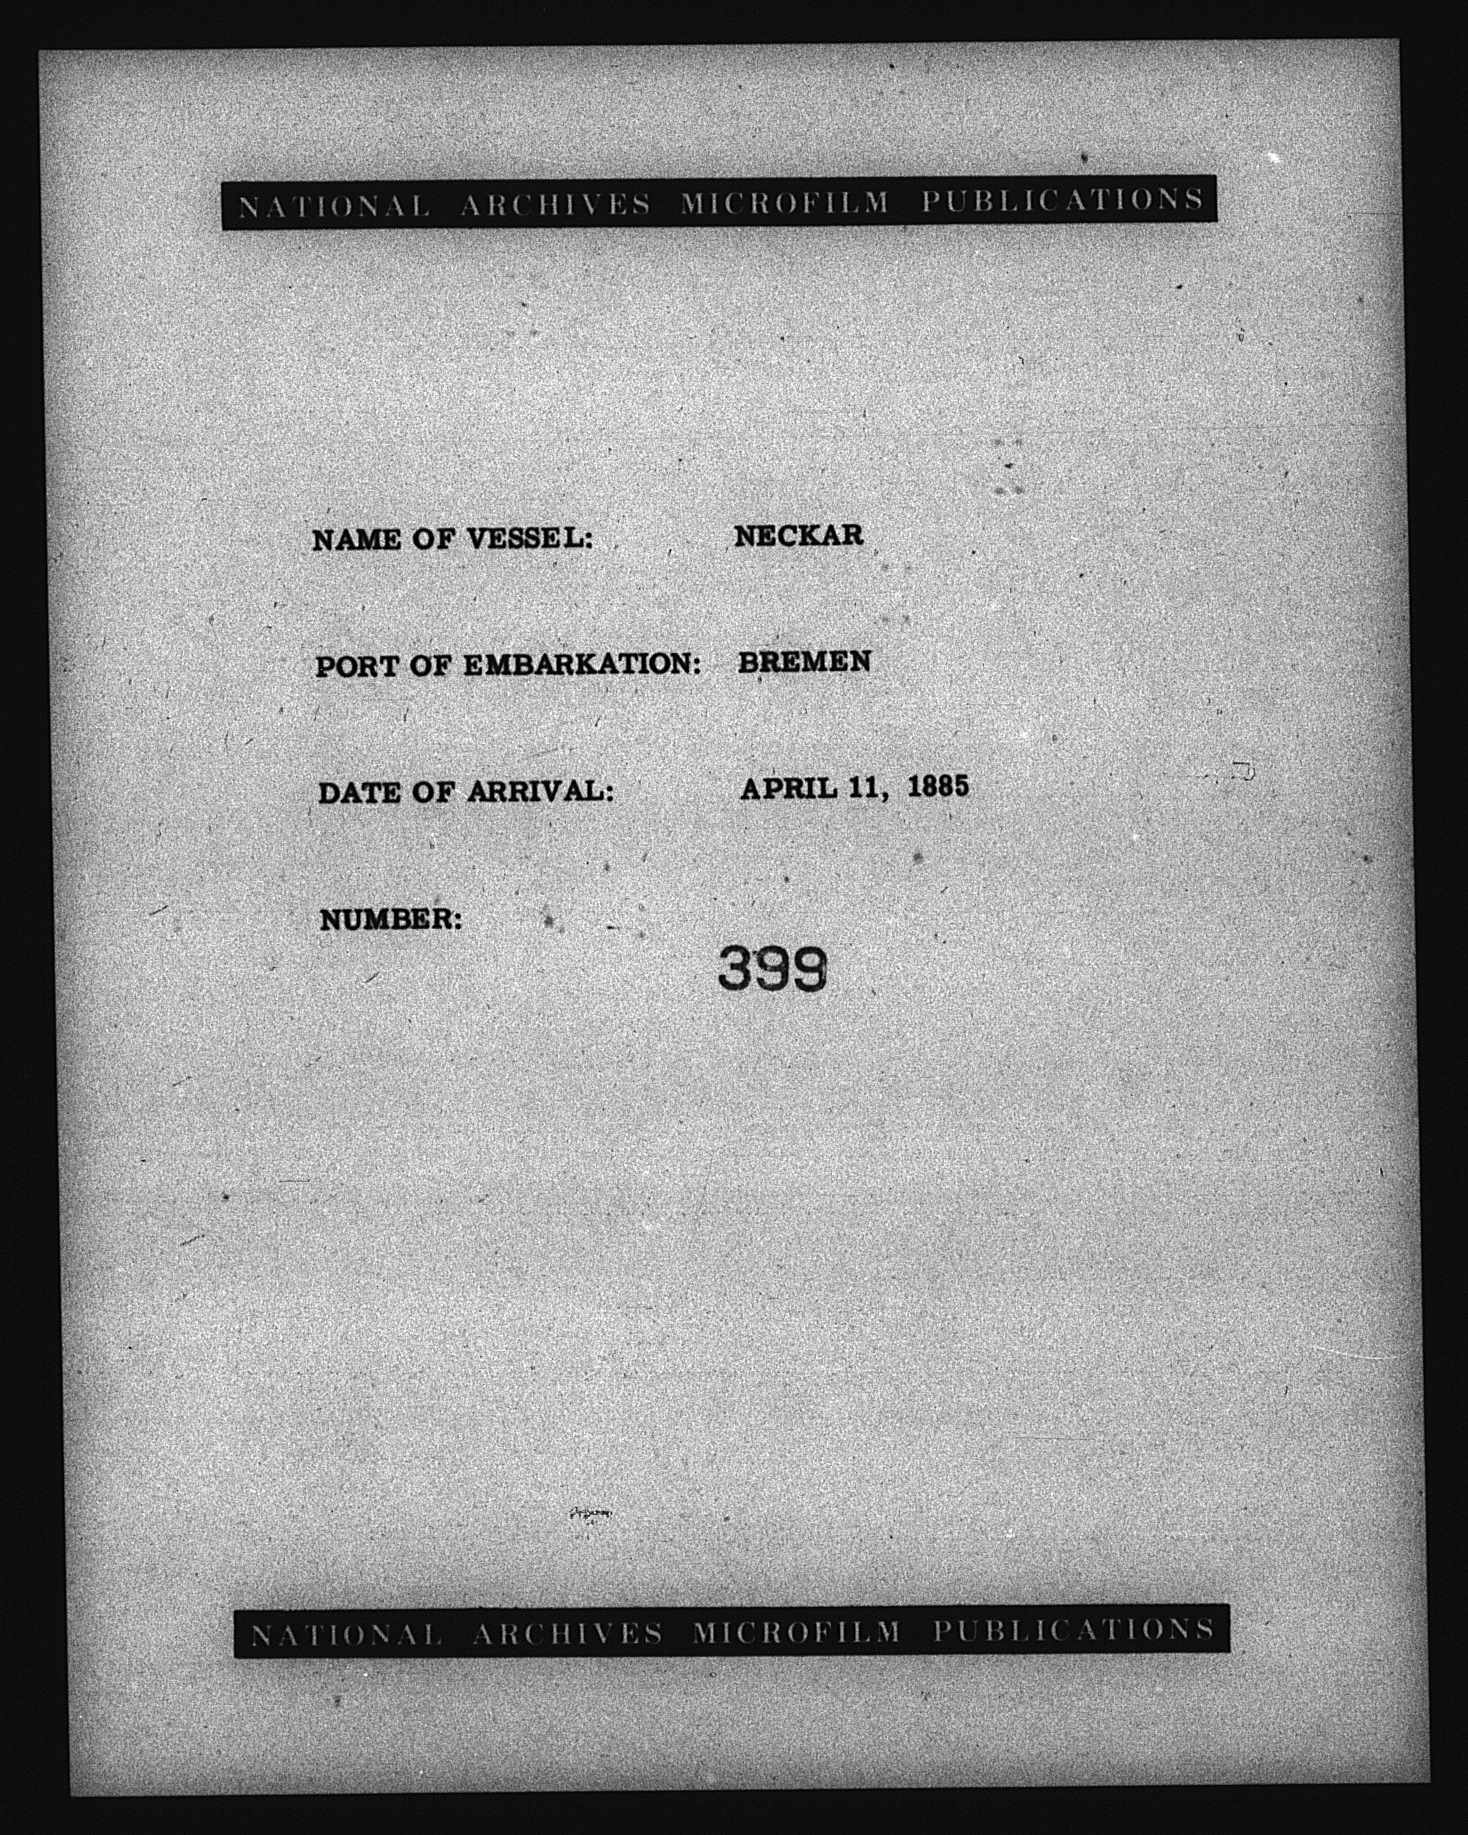 NATIONAL ARCHIVES MICROFILM PUBLICATIONS
NAME OF VESSEL: NECKAR
PORT OF EMBARKATION: BREMEN
DATE OF ARRIVAL: APRIL 11, 1885
NUMBER:
399
NATIONAL ARCHIVES MICROFILM PUBLICATIONS